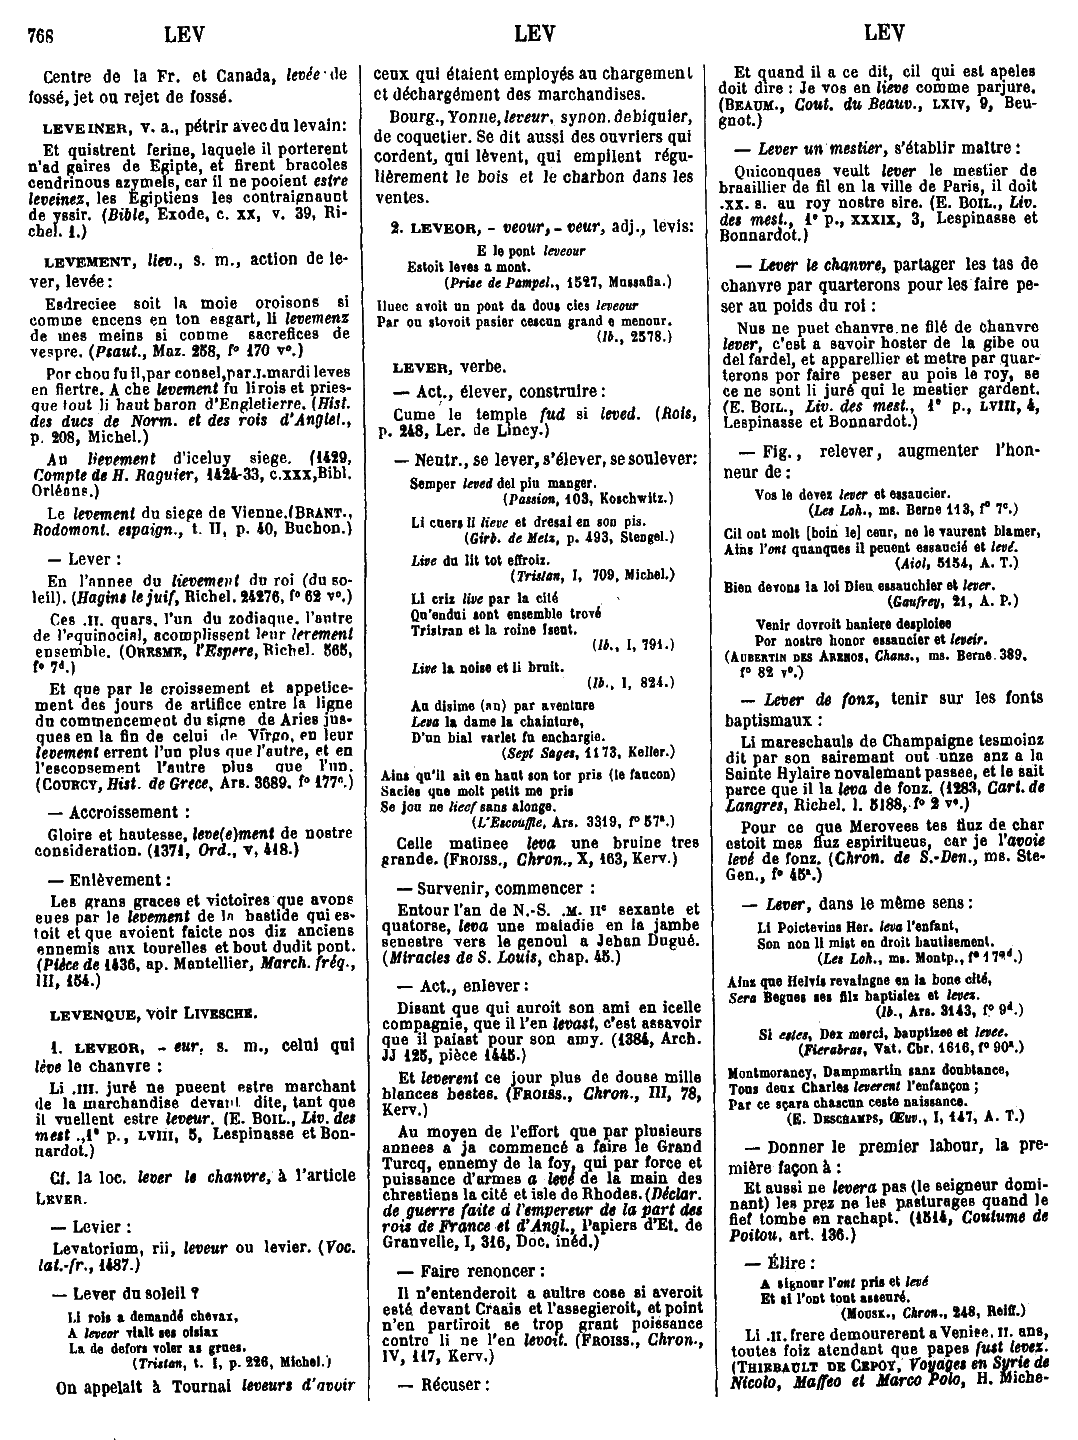 768 LEV LEV LEV
Centre de la Fr. et Canada, levée de
fossé, jet ou rejet de fossé.
LEVEINER, v. a., pétrir avec du levain:
Et quistrent ferine, laquele il porterent
n'ad gaires de Egipte, et firent bracoles
cendrinous azymels, car il ne pooient estre
leveinez, les Egiptiens les contraignanct
de yssir. (Bible, Exode, c. xx, v. 39, Ri-
chel. 1.)
LEVEMENT, liev., s. m., action de le-
ver, levée :
Esdreciee soit la moie oroisons si
comme encens en ton esgart, li levemenz
de mes meins si conme sacrefices de
vespre. (Psaut., Maz. 258, f° 170 v°.)
Por chou fu il, par consel, par .I. mardi leves
en fiertre. A che levement fu li rois et pries-
que tout li haut baron d'Engletierre. (Hist.
des ducs de Norm. et des rois d'Anglet.,
p. 208, Michel.)
Au lievement d'iceluy siege. (1429,
Compte de H. Raguier, 1424-33, c.xxx, Bibl.
Orléans.)
Le levement du siege de Vienne. (BRANT.,
Rodomont. espaign., t. II, p. 40, Buchon.)
— Lever :
En l'annee du lievement du roi (du so-
leil). (Hagins le juif, Richel. 24276, f° 62 v°.)
Ces .II. quars, l'un du zodiaque, l'autre
de l'equinocial, acomplissent leur lerement
ensemble. (ORESME, l'Espere, Richel. 565,
f° 7ᵈ.)
Et que par le croissement et appetice-
ment des jours de artifice entre la ligne
du commencement du signe de Aries jus-
ques en la fin de celui de Virgo, en leur
levement errent l'un plus que l'autre, et en
l'esconsement l'autre plus que l'un.
(COURCY, Hist. de Grece, Ars. 3689, f° 177ᶜ.)
— Accroissement :
Gloire et hautesse, leve(e)ment de nostre
consideration. (1371, Ord., v, 418.)
— Enlèvement :
Les grans graces et victoires que avons
eues par le levement de la bastide qui es-
toit et que avoient faicte nos diz anciens
ennemis aux tourelles et bout dudit pont.
(Pièce de 1436, ap. Mantellier, March. fréq.,
III, 154.)
LEVENQUE, voir LIVESCHE.
1. LEVEOR, - eur, s. m., celui qui
lève le chanvre :
Li .III. juré ne pueent estre marchant
de la marchandise devant dite, tant que
il vuellent estre leveur. (E. BOIL., Liv. des
mest., 1ᵉ p., LVIII, 5, Lespinasse et Bon-
nardot.)
Cf. la loc. lever le chanvre, à l'article
LEVER.
— Levier :
Levatorium, rii, leveur ou levier. (Voc.
lat.-fr., 1487.)
— Lever du soleil ?
Li rois a demandé chevax,
A leveor vialt ses oisiax
La de defors voler as grues.
(Tristan, t. I, p. 226, Michel.)
On appelait à Tournai leveurs d'avoir
ceux qui étaient employés au chargement
et déchargément des marchandises.
Bourg., Yonne, leveur, synon. de biquier,
de coquetier. Se dit aussi des ouvriers qui
cordent, qui lèvent, qui empilent régu-
lièrement le bois et le charbon dans les
ventes.
2. LEVEOR, - veour, - veur, adj., levis:
E le pont leveour
Estoit leves a mont.
(Prise de Pampel., 1527, Mussafia.)
Iluec avoit un pont da dous cies leveour
Par ou stovoit pasier cescun grand e menour.
(Ib., 2578.)
LEVER, verbe.
— Act., élever, construire :
Cume le temple fud si leved. (Rois,
p. 248, Ler. de Lincy.)
— Neutr., se lever, s'élever, se soulever:
Semper leved del piu manger.
(Passion, 103, Koschwitz.)
Li cuers li lieve et dresai en son pis.
(Girb. de Metz, p. 493, Stengel.)
Live du lit tot effroiz.
(Tristan, I, 709, Michel.)
Li criz live par la cité
Qu'endui sont ensemble trové
Tristran et la roine Iseut.
(Ib., I, 791.)
Live la noise et li bruit.
(Ib., I, 824.)
Au disime (an) par aventure
Leva la dame la chainture,
D'un bial varlet fu enchargie.
(Sept Sages, 1173, Keller.)
Ains qu'il ait en haut son tor pris (le faucon)
Sacies que molt petit me pris
Se jou ne lief sans alonge.
(L'Escouffle, Ars. 3319, f° 57ᵃ.)
Celle matinee leva une bruine tres
grande. (FROISS., Chron., X, 163, Kerv.)
— Survenir, commencer :
Entour l'an de N.-S. .M. IIᶜ sexante et
quatorse, leva une maladie en la jambe
senestre vers le genoul a Jehan Dugué.
(Miracles de S. Louis, chap. 45.)
— Act., enlever :
Disant que qui auroit son ami en icelle
compagnie, que il l'en levast, c'est assavoir
que il paiast pour son amy. (1384, Arch.
JJ 125, pièce 1445.)
Et leverent ce jour plus de douse mille
blances bestes. (FROISS., Chron., III, 78,
Kerv.)
Au moyen de l'effort que par plusieurs
annees a ja commencé a faire le Grand
Turcq, ennemy de la foy, qui par force et
puissance d'armes a levé de la main des
chrestiens la cité et isle de Rhodes. (Déclar.
de guerre faite à l'empereur de la part des
rois de France et d'Angl., Papiers d'Et. de
Granvelle, I, 316, Doc. inéd.)
— Faire renoncer :
Il n'entenderoit a aultre cose si averoit
esté devant Craais et l'assegieroit, et point
n'en partiroit se trop grant poissance
contre li ne l'en levoit. (FROISS., Chron.,
IV, 117, Kerv.)
— Récuser :
Et quand il a ce dit, cil qui est apeles
doit dire : Je vos en lieve comme parjure.
(BEAUM., Cout. du Beauv., LXIV, 9, Beu-
gnot.)
— Lever un mestier, s'établir maître :
Quiconques veult lever le mestier de
braaillier de fil en la ville de Paris, il doit
.xx. s. au roy nostre sire. (E. BOIL., Liv.
des mest., 1ᵉ p., XXXIX, 3, Lespinasse et
Bonnardot.)
— Lever le chanvre, partager les tas de
chanvre par quarterons pour les faire pe-
ser au poids du roi :
Nus ne puet chanvre ne filé de chanvre
lever, c'est a savoir hoster de la gibe ou
del fardel, et appareillier et metre par quar-
terons por faire peser au pois le roy, se
ce ne sont li juré qui le mestier gardent.
(E. BOIL., Liv. des mest., 1ᵉ p., LVIII, 4,
Lespinasse et Bonnardot.)
— Fig., relever, augmenter l'hon-
neur de :
Vos le devez lever et essaucier.
(Les Loh., ms. Berne 113, f° 7ᶜ.)
Cil ont molt [boin le] cœur, ne le vaurent blamer,
Ains l'ont quanques il peuent essaucié et levé.
(Aiol, 5154, A. T.)
Bien devons la loi Dieu essauchier et lever.
(Gaufrey, 21, A. P.)
Venir dovroit baniere desploiee
Por nostre honor essaucier et leveir.
(AUBERTIN DES AREÑOS, Chans., ms. Berne 389,
f° 82 v°.)
— Lever de fonz, tenir sur les fonts
baptismaux :
Li mareschauls de Champaigne tesmoinz
dit par son sairemant out unze anz a la
Sainte Hylaire novalemant passee, et le sait
parce que il la leva de fonz. (1283, Cart. de
Langres, Richel. l. 5188, f° 2 v°.)
Pour ce que Merovees tes fiuz de char
estoit mes fiuz espiritueus, car je l'avoie
levé de fonz. (Chron. de S.-Den., ms. Ste-
Gen., f° 45ᵃ.)
— Lever, dans le même sens :
Li Poictevins Her. leva l'enfant,
Son non li mist en droit bautisement.
(Les Loh., ms. Montp., f° 179ᵈ.)
Ainz que Helvis revaingne en la bone cité,
Sera Begues ses filz baptisiez et levez.
(Ib., Ars. 3143, f° 9ᵈ.)
Si estes, Dex merci, bauptizee et levee.
(Fierabras, Vat. Chr. 1616, f° 90ᵃ.)
Montmorancy, Dampmartin sanz doubtance,
Tous deux Charles leverent l'enfançon ;
Par ce sçara chascun ceste naissance.
(E. DESCHAMPS, Œuv., I, 147, A. T.)
— Donner le premier labour, la pre-
mière façon à :
Et aussi ne levera pas (le seigneur domi-
nant) les prez ne les pasturages quand le
fief tombe en rachapt. (1514, Coutume de
Poitou, art. 136.)
— Élire :
A signour l'ont pris et levé
Et si l'ont tout asseuré.
(MOUSK., Chron., 248, Reiff.)
Li .II. frere demourerent a Venise .II. ans,
toutes foiz atendant que papes fust levez.
(THIEBAULT DE CEPOY, Voyages en Syrie de
Nicolo, Maffeo et Marco Polo, H. Miche-